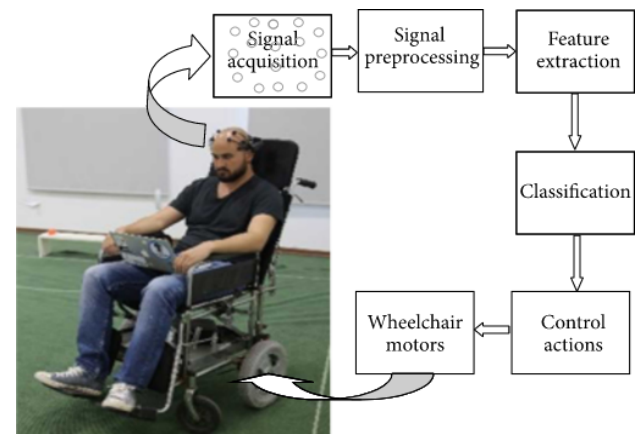 Signal
acquisition
Signal
preprocessing
Feature
extraction
Classification
Control
actions
Wheelchair
motors